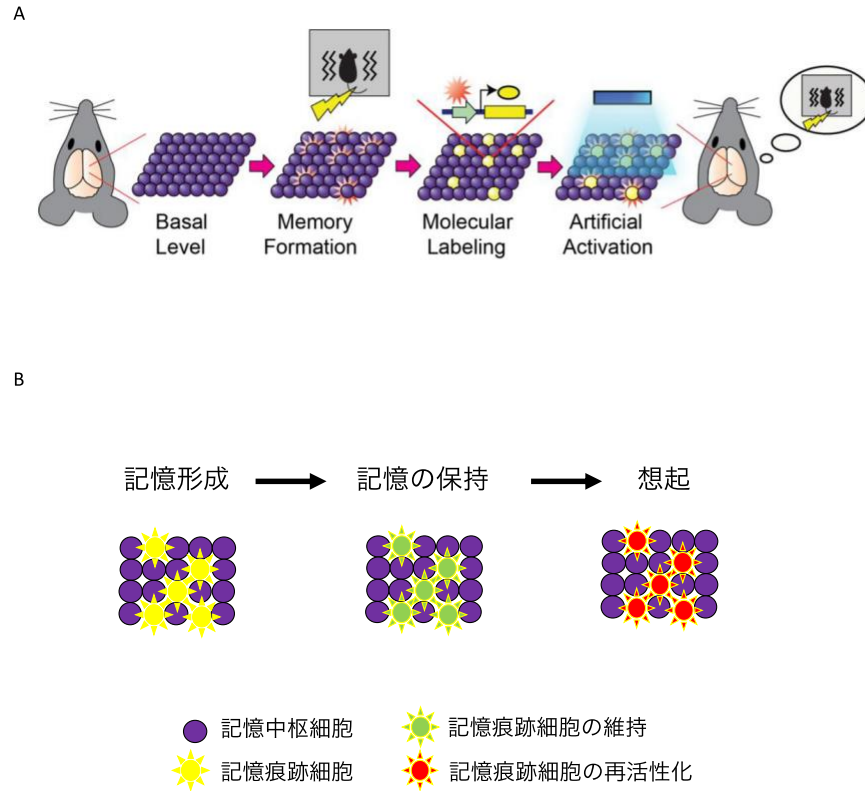 A
Basal
Level
Memory
Formation
Molecular
Labeling
Artificial
Activation
B
記憶形成
記憶の保持
想起
記憶中枢細胞
記憶痕跡細胞の維持
記憶痕跡細胞
記憶痕跡細胞の再活性化